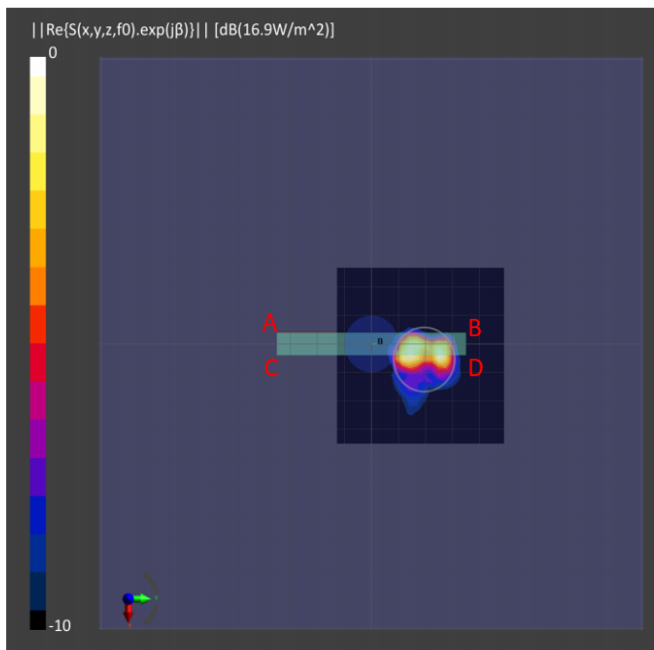 ||Re{S(x,y,z,f0).exp(jβ)}|| [dB(16.9W/m^2)]
0
A
B
C
D
-10